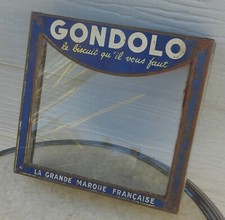 GONDOLO
Le biscuit qu'il vous faut
LA GRANDE MARQUE FRANÇAISE